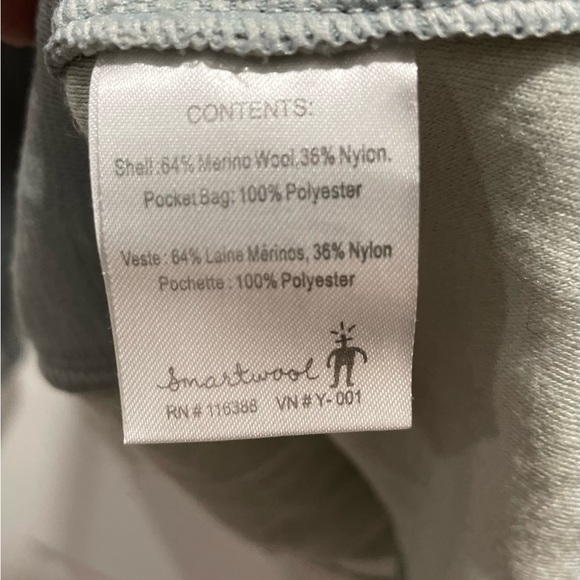 CONTENTS:
Shell:64% Merino Wool,36% Nylon.
Pocket Bag: 100% Polyester
Veste: 64% Laine Mérinos, 36% Nylon
Pochette: 100% Polyester
Smartwool
RN # 116388 VN # Y-001